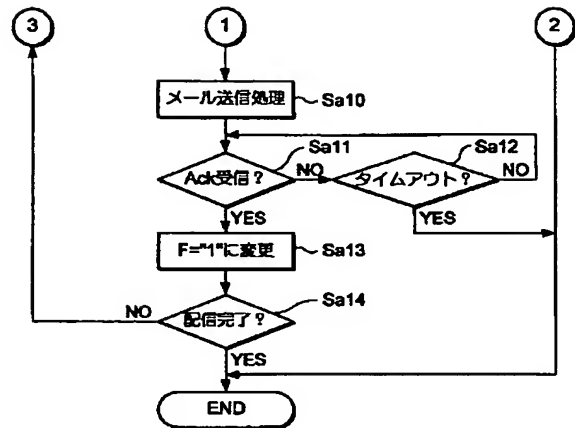 3
1
2
メール送信処理
Sa10
Sa11
Sa12
Ack受信？
NO
タイムアウト？
NO
YES
YES
F="1"に変更
Sa13
Sa14
NO
配信完了？
YES
END